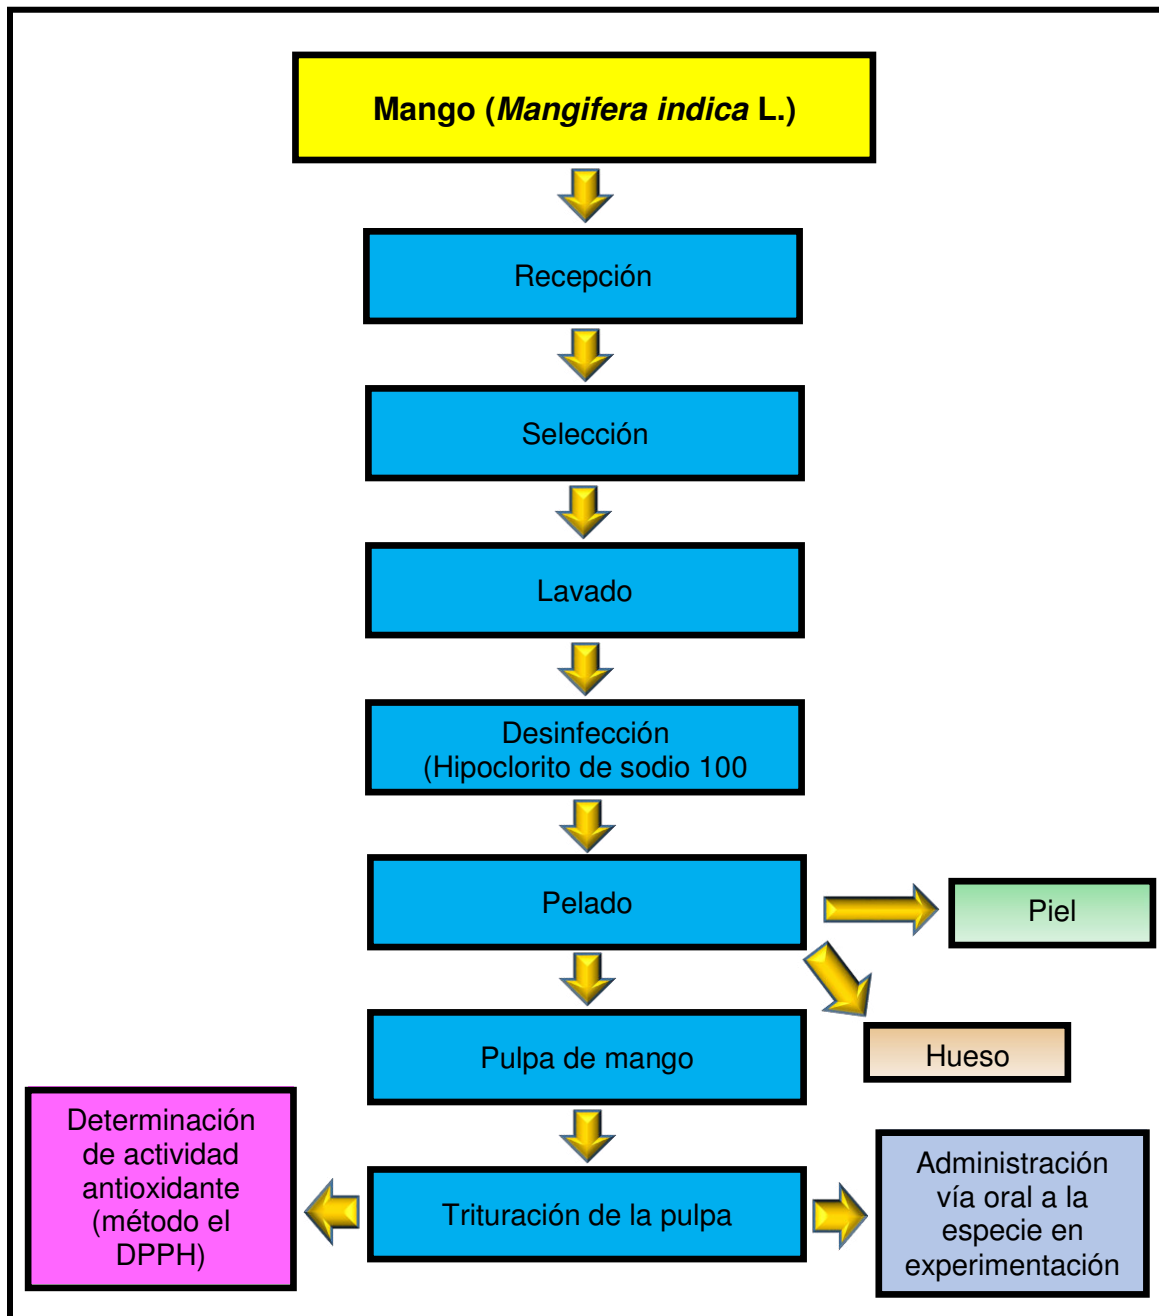 Mango (Mangifera indica L.)
Recepción
Selección
Lavado
Desinfección
(Hipoclorito de sodio 100
Pelado
Piel
Hueso
Pulpa de mango
Determinación
de actividad
antioxidante
(método el
DPPH)
Trituración de la pulpa
Administración
vía oral a la
especie en
experimentación